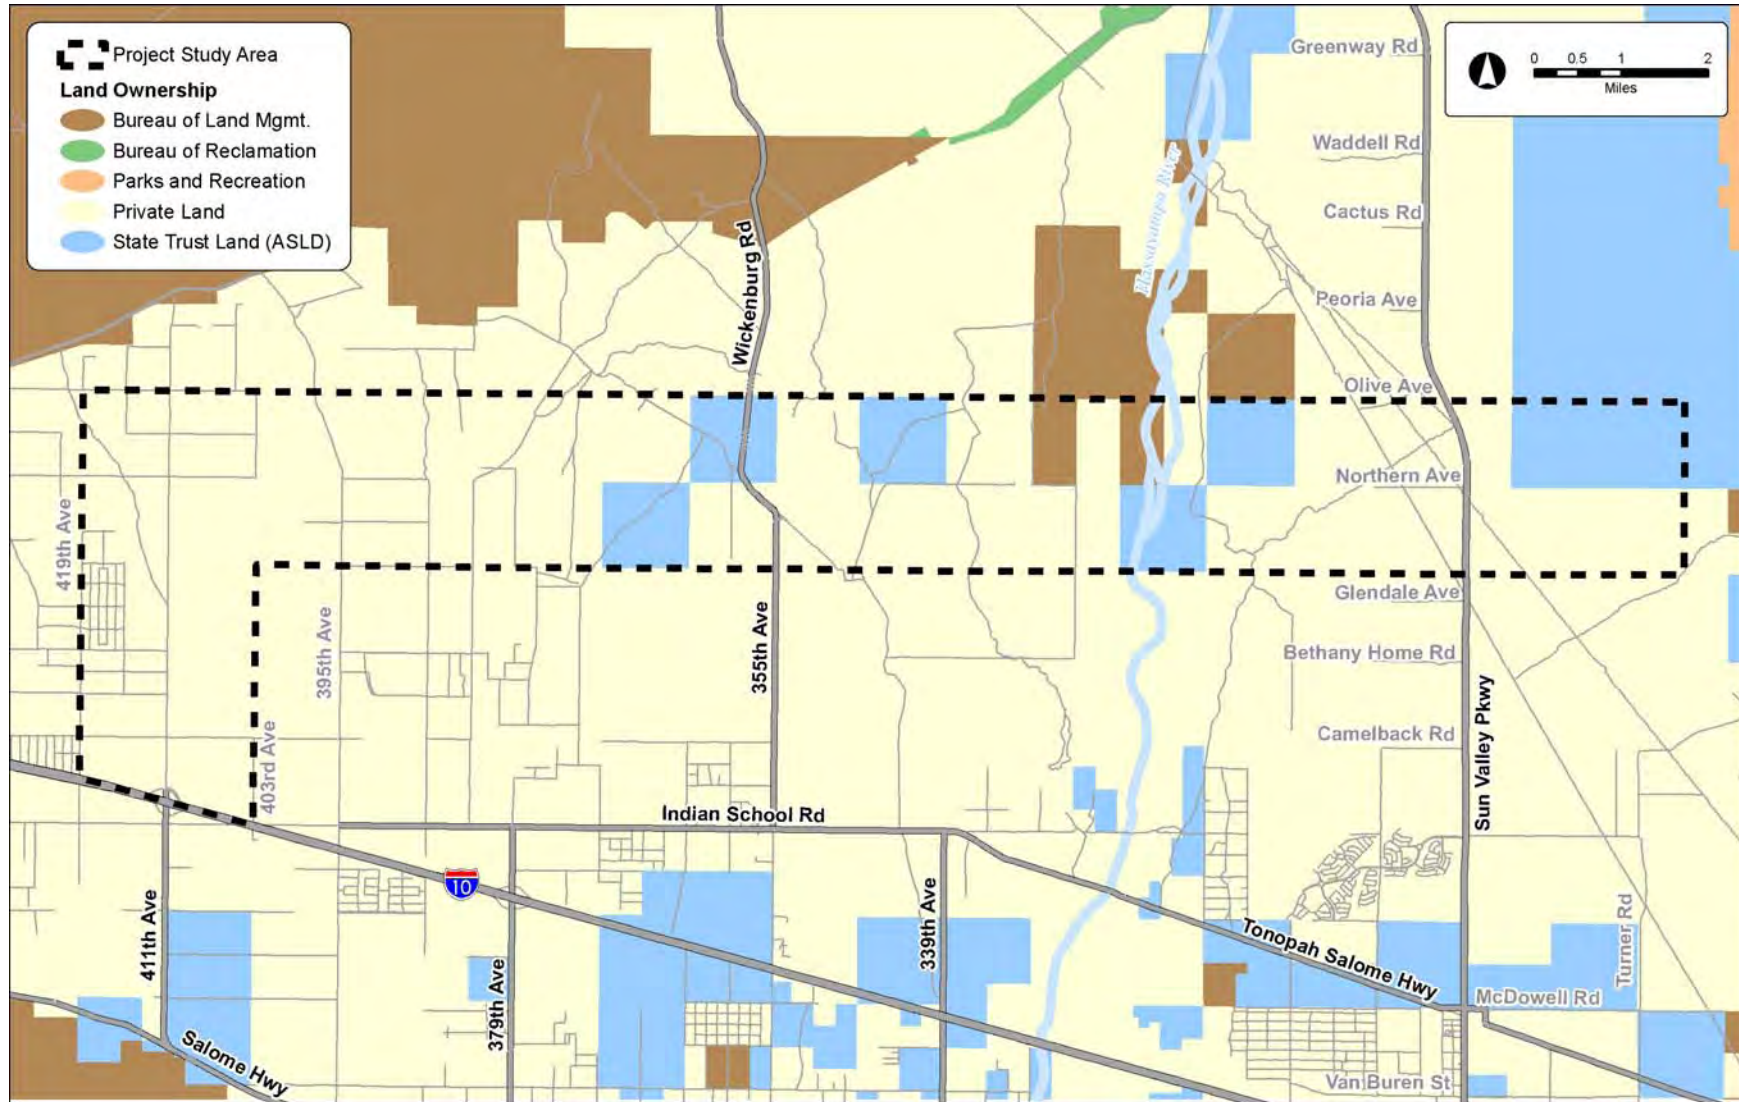 Project Study Area
Land Ownership
Bureau of Land Mgmt.
Bureau of Reclamation
Parks and Recreation
Private Land
State Trust Land (ASLD)
0 0.5 1 2
Miles
Greenway Rd
Waddell Rd
Cactus Rd
Peoria Ave
Olive Ave
Northern Ave
Glendale Ave
Bethany Home Rd
Camelback Rd
Hassayampa River
Wickenburg Rd
419th Ave
403rd Ave
395th Ave
355th Ave
Indian School Rd
Sun Valley Pkwy
10
411th Ave
379th Ave
339th Ave
Tonopah Salome Hwy
Turner Rd
McDowell Rd
Salome Hwy
Van Buren St